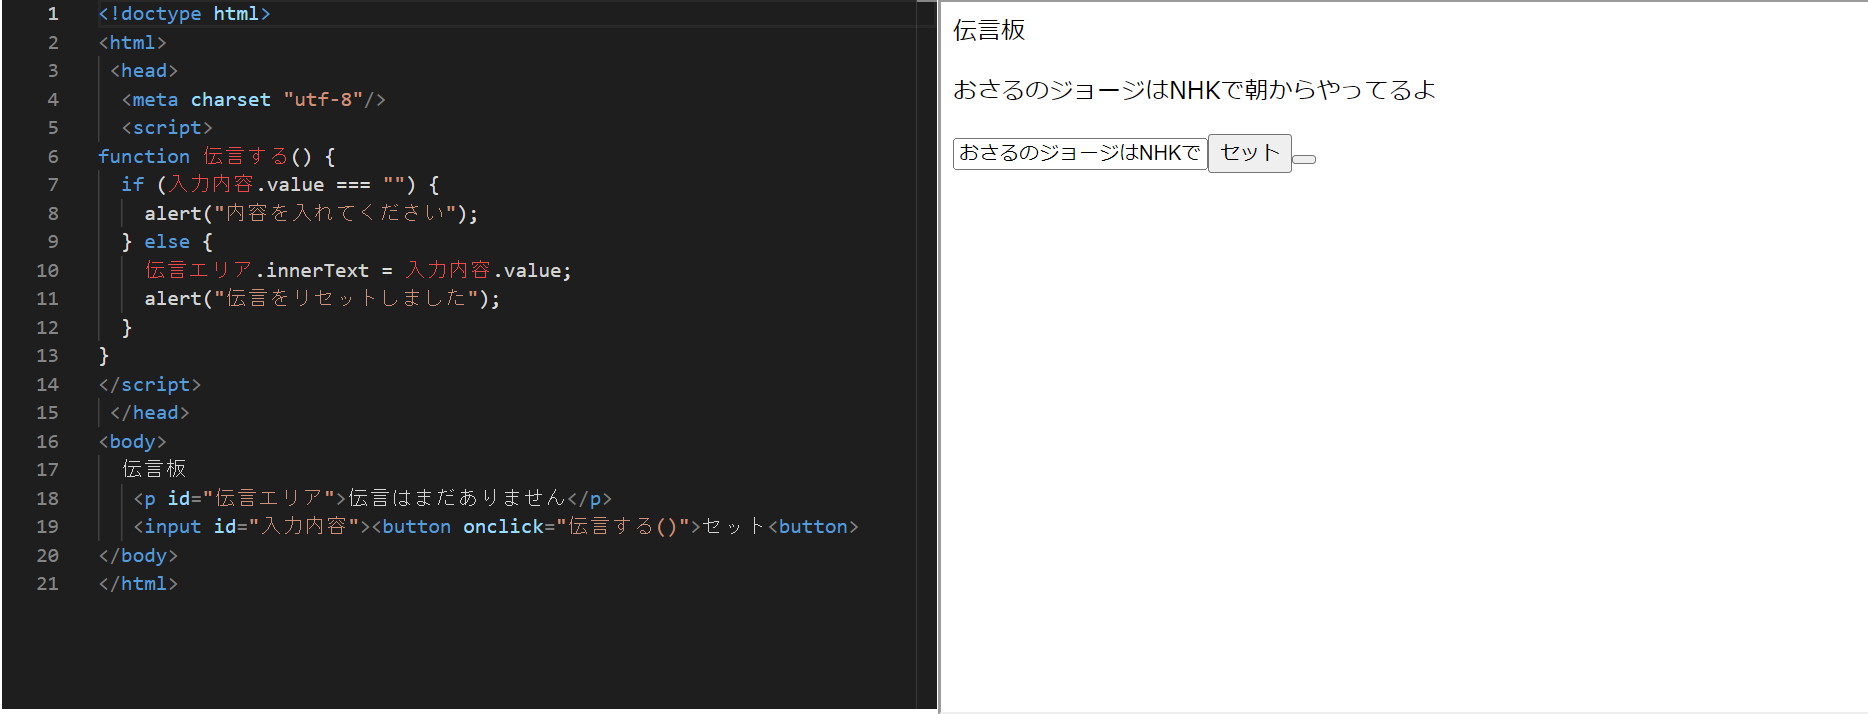 1 <!doctype html>
2 <html>
3 <head>
4 <meta charset "utf-8"/>
5 <script>
6 function 伝言する() {
7 if (入力内容.value === "") {
8 alert("内容を入れてください");
9 } else {
10 伝言エリア.innerText = 入力内容.value;
11 alert("伝言をリセットしました");
12 }
13 }
14 </script>
15 </head>
16 <body>
17 伝言板
18 <p id="伝言エリア">伝言はまだありません</p>
19 <input id="入力内容"><button onclick="伝言する()">セット<button>
20 </body>
21 </html>
伝言板
おさるのジョージはNHKで朝からやってるよ
おさるのジョージはNHKで セット